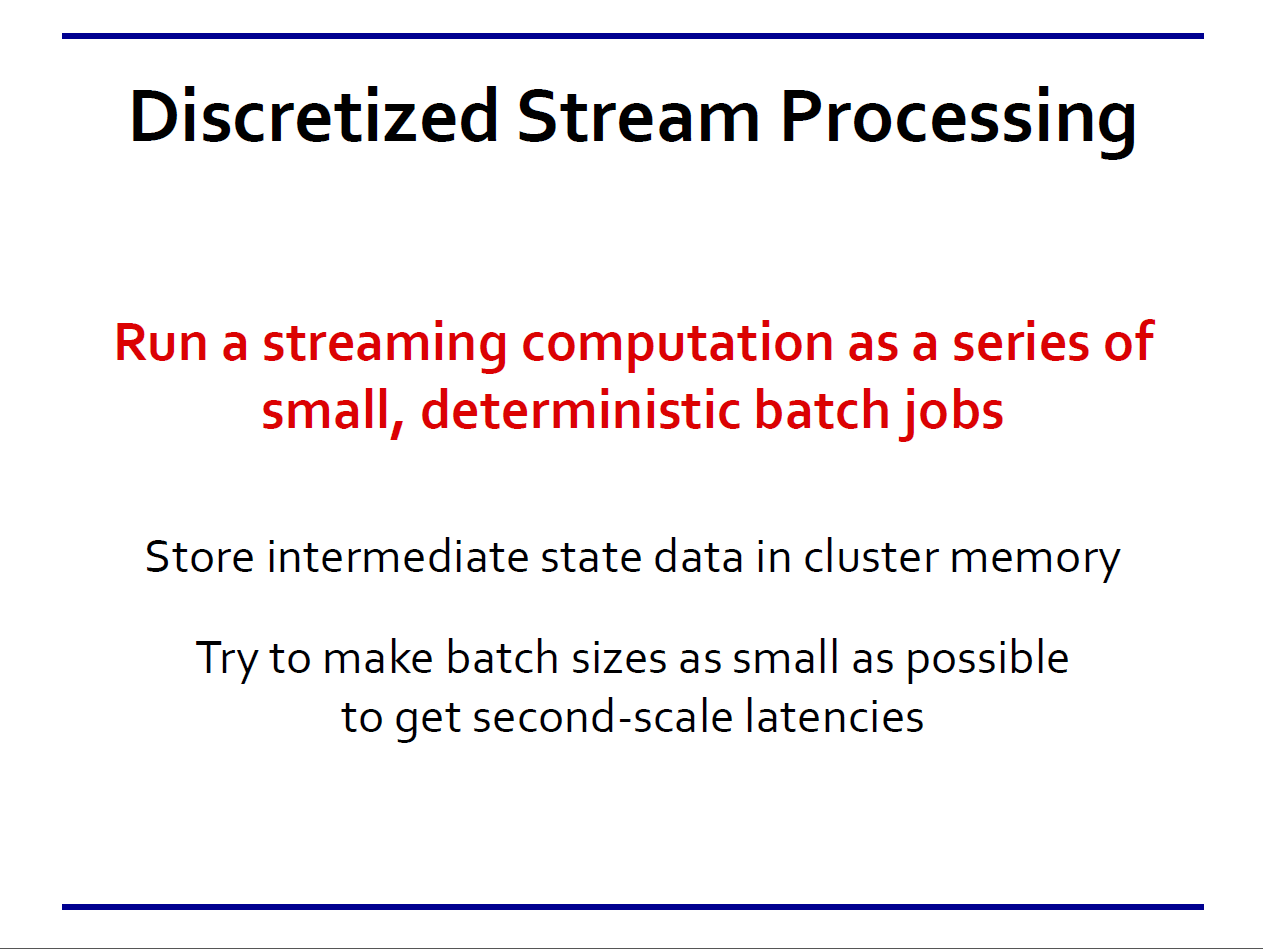 Discretized Stream Processing
Run a streaming computation as a series of
small, deterministic batch jobs
Store intermediate state data in cluster memory
Try to make batch sizes as small as possible
to get second-scale latencies